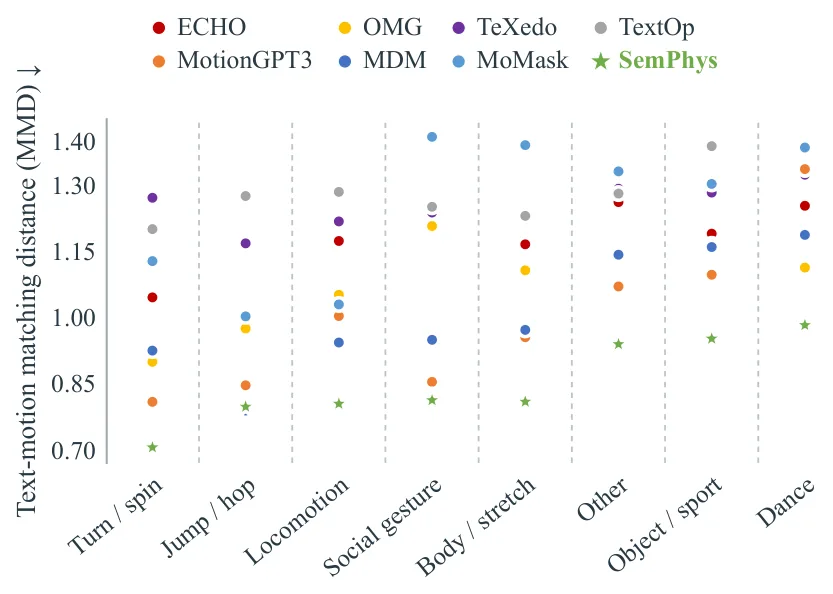 ECHO OMG TeXedo TextOp
MotionGPT3 MDM MoMask SemPhys
Text-motion matching distance (MMD) ↓
1.40
1.30
1.15
1.00
0.85
0.70
Turn / spin
Jump / hop
Locomotion
Social gesture
Body / stretch
Other
Object / sport
Dance